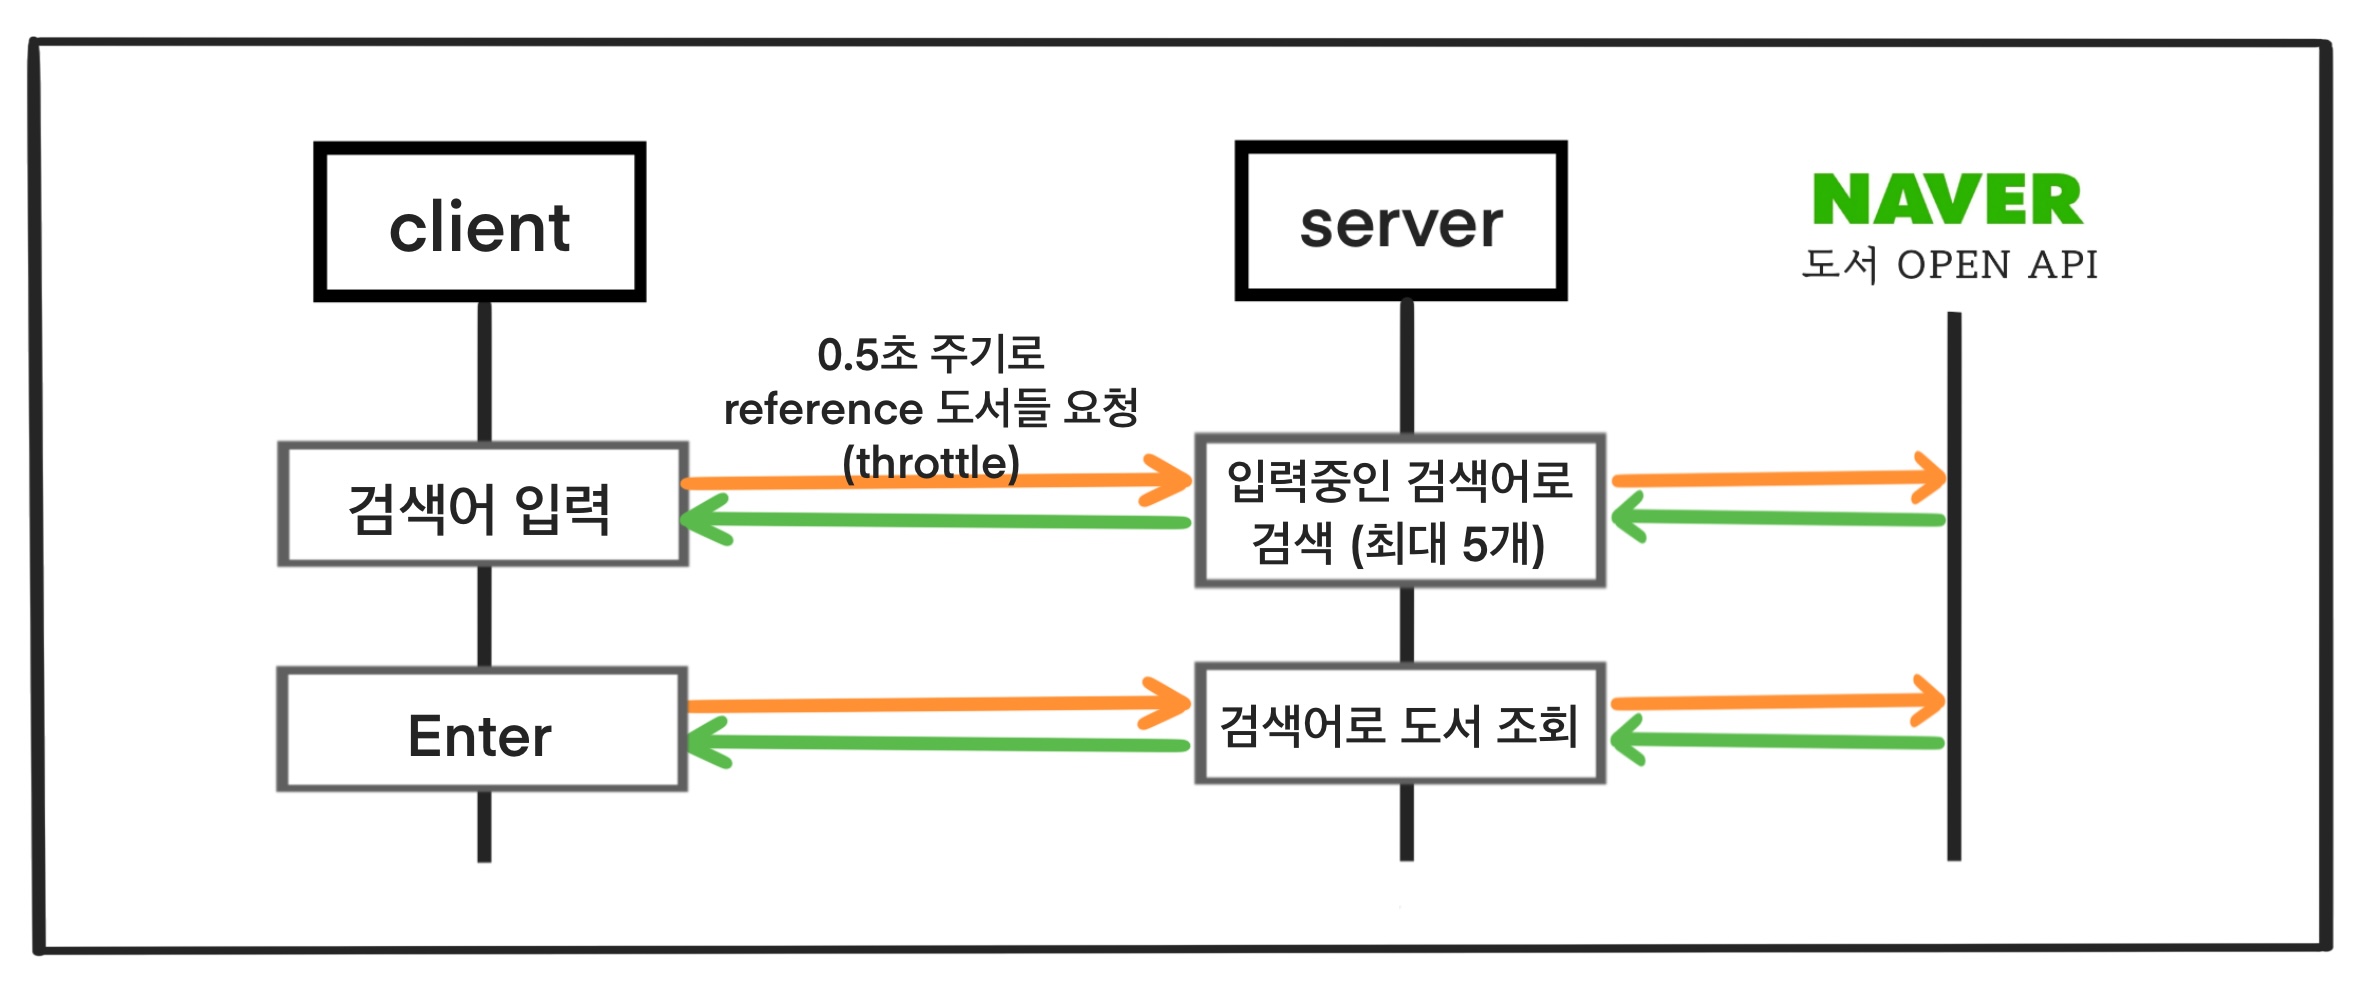 client
server
NAVER
도서 OPEN API
0.5초 주기로
reference 도서들 요청
(throttle)
검색어 입력
입력중인 검색어로
검색 (최대 5개)
Enter
검색어로 도서 조회